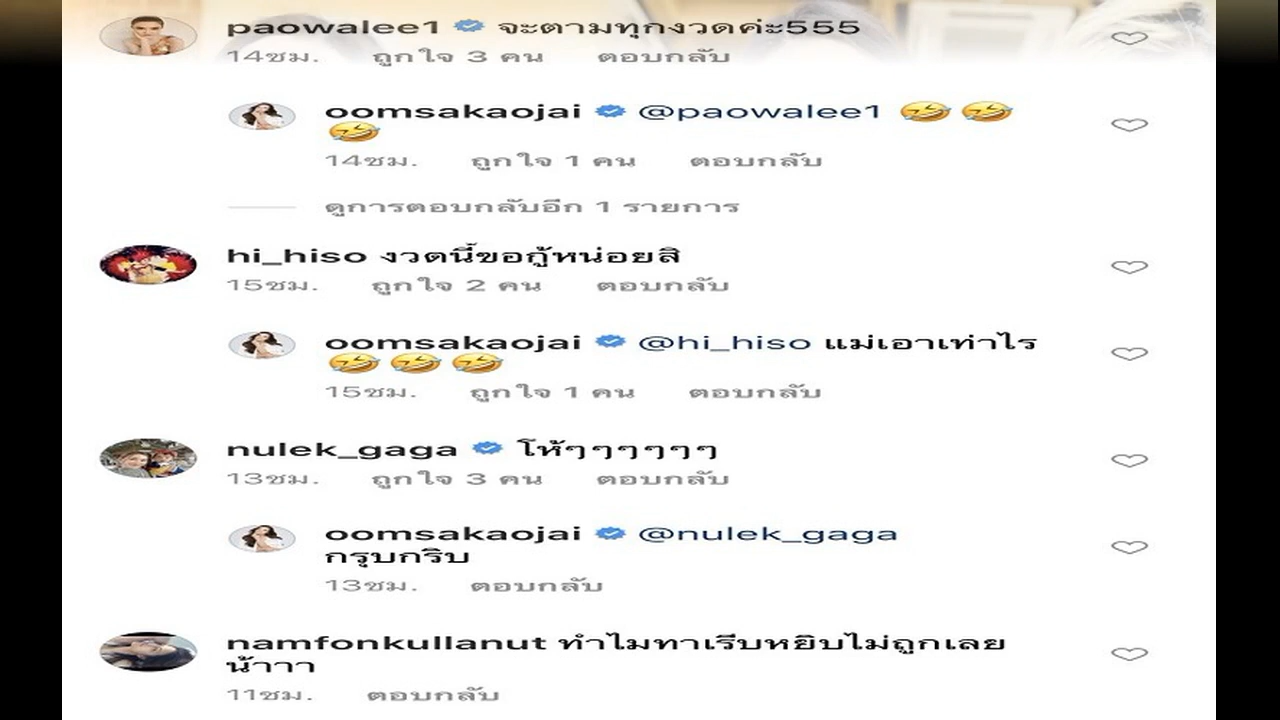 paowalee1 จะตามทุกงวดค่ะ555
14ชม. ถูกใจ 3 คน ตอบกลับ
oomsakaojai @paowalee1 🤣🤣
🤣
14ชม. ถูกใจ 1 คน ตอบกลับ
ดูการตอบกลับอีก 1 รายการ
hi_hiso งวดนี้ขอกู้หน่อยสิ
15ชม. ถูกใจ 2 คน ตอบกลับ
oomsakaojai @hi_hiso แม่เอาเท่าไร
🤣🤣🤣
15ชม. ถูกใจ 1 คน ตอบกลับ
nulek_gaga โห้ๆๆๆๆๆๆ
13ชม. ถูกใจ 3 คน ตอบกลับ
oomsakaojai @nulek_gaga
กรุบกริบ
13ชม. ตอบกลับ
namfonkullanut ทำไมทาเรีบหยิบไม่ถูกเลย
น้าาา
11ชม. ตอบกลับ